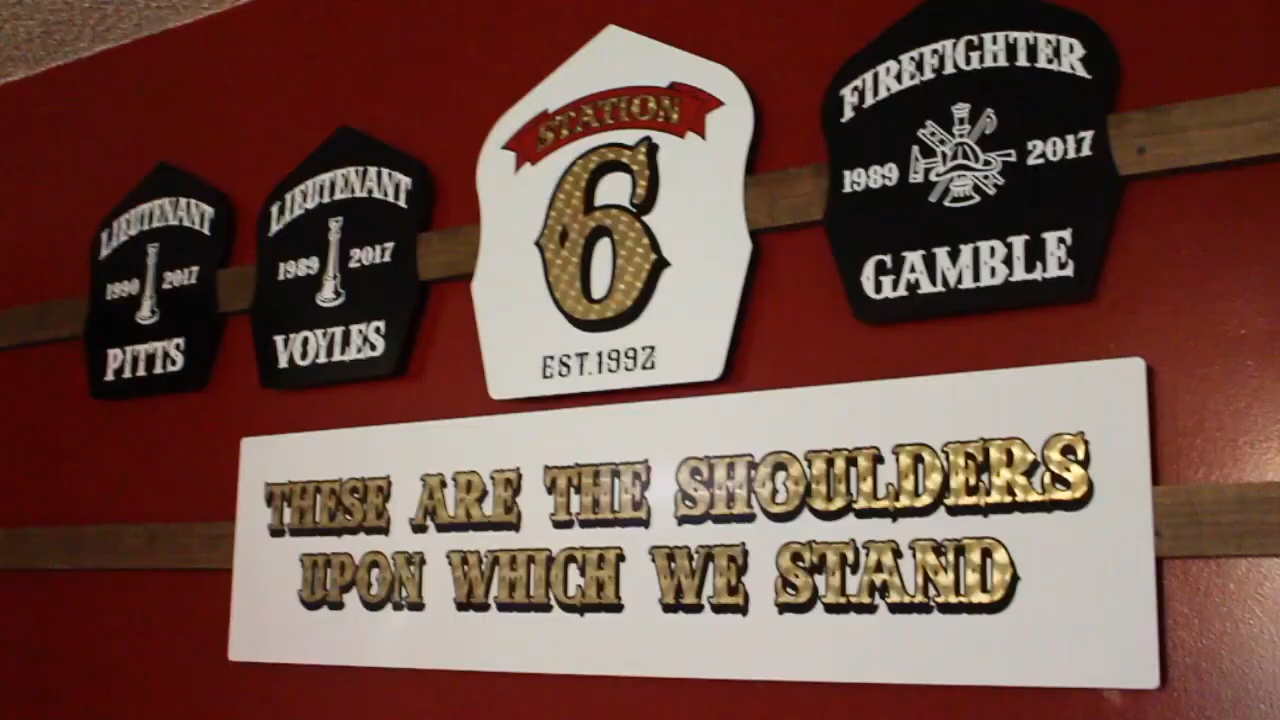 LIEUTENANT
1990 2017
PITTS
LIEUTENANT
1989 2017
VOYLES
STATION
6
EST.1992
FIREFIGHTER
1989 2017
GAMBLE
THESE ARE THE SHOULDERS
UPON WHICH WE STAND